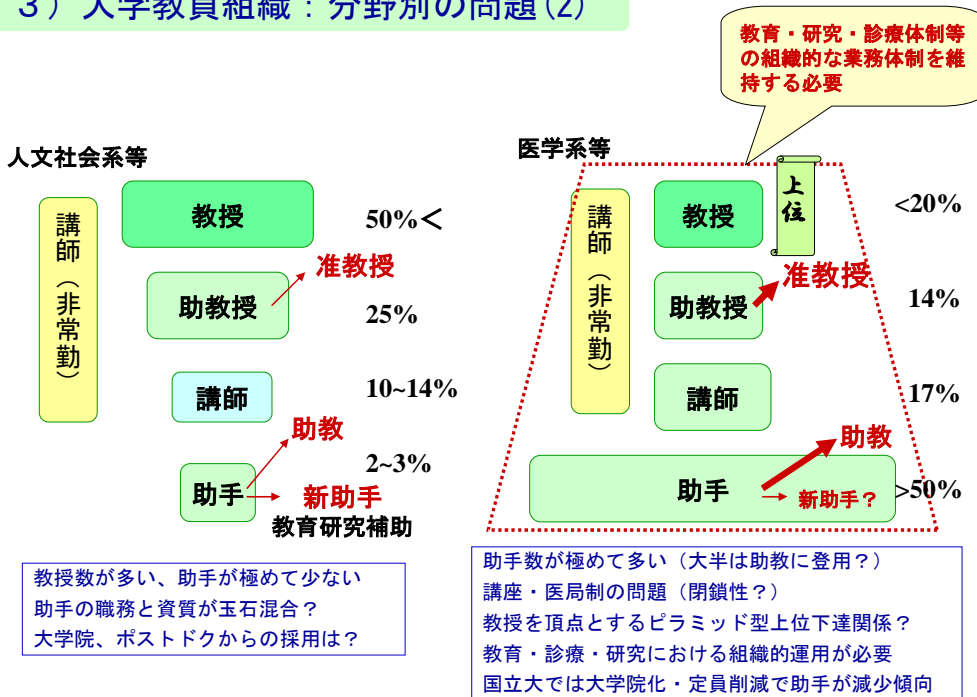 ３）大学教員組織：分野別の問題(2)
教育・研究・診療体制等
の組織的な業務体制を維
持する必要
人文社会系等
講師（非常勤）
教授
50%＜
准教授
助教授
25%
講師
10~14%
助教
2~3%
助手
新助手
教育研究補助
教授数が多い、助手が極めて少ない
助手の職務と資質が玉石混合？
大学院、ポストドクからの採用は？
医学系等
講師（非常勤）
上位
教授
<20%
准教授
助教授
14%
講師
17%
助教
助手
新助手？
>50%
助手数が極めて多い（大半は助教に登用？）
講座・医局制の問題（閉鎖性？）
教授を頂点とするピラミッド型上位下達関係？
教育・診療・研究における組織的運用が必要
国立大では大学院化・定員削減で助手が減少傾向